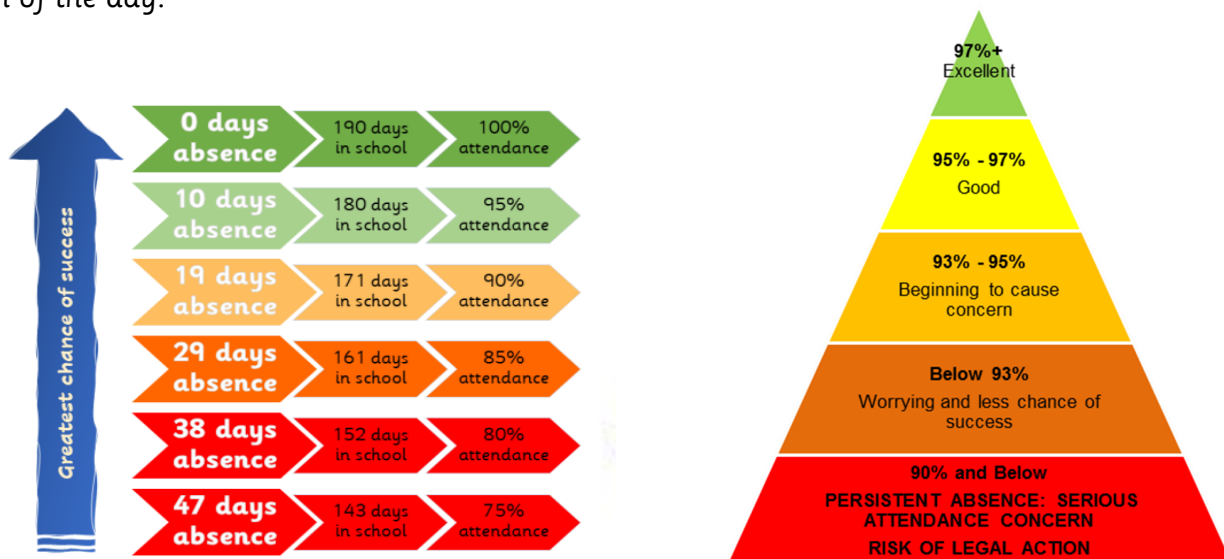 of the day.
Greatest chance of success
0 days
absence
190 days
in school
100%
attendance
10 days
absence
180 days
in school
95%
attendance
19 days
absence
171 days
in school
90%
attendance
29 days
absence
161 days
in school
85%
attendance
38 days
absence
152 days
in school
80%
attendance
47 days
absence
143 days
in school
75%
attendance
97%+
Excellent
95% - 97%
Good
93% - 95%
Beginning to cause
concern
Below 93%
Worrying and less chance of
success
90% and Below
PERSISTENT ABSENCE: SERIOUS
ATTENDANCE CONCERN
RISK OF LEGAL ACTION